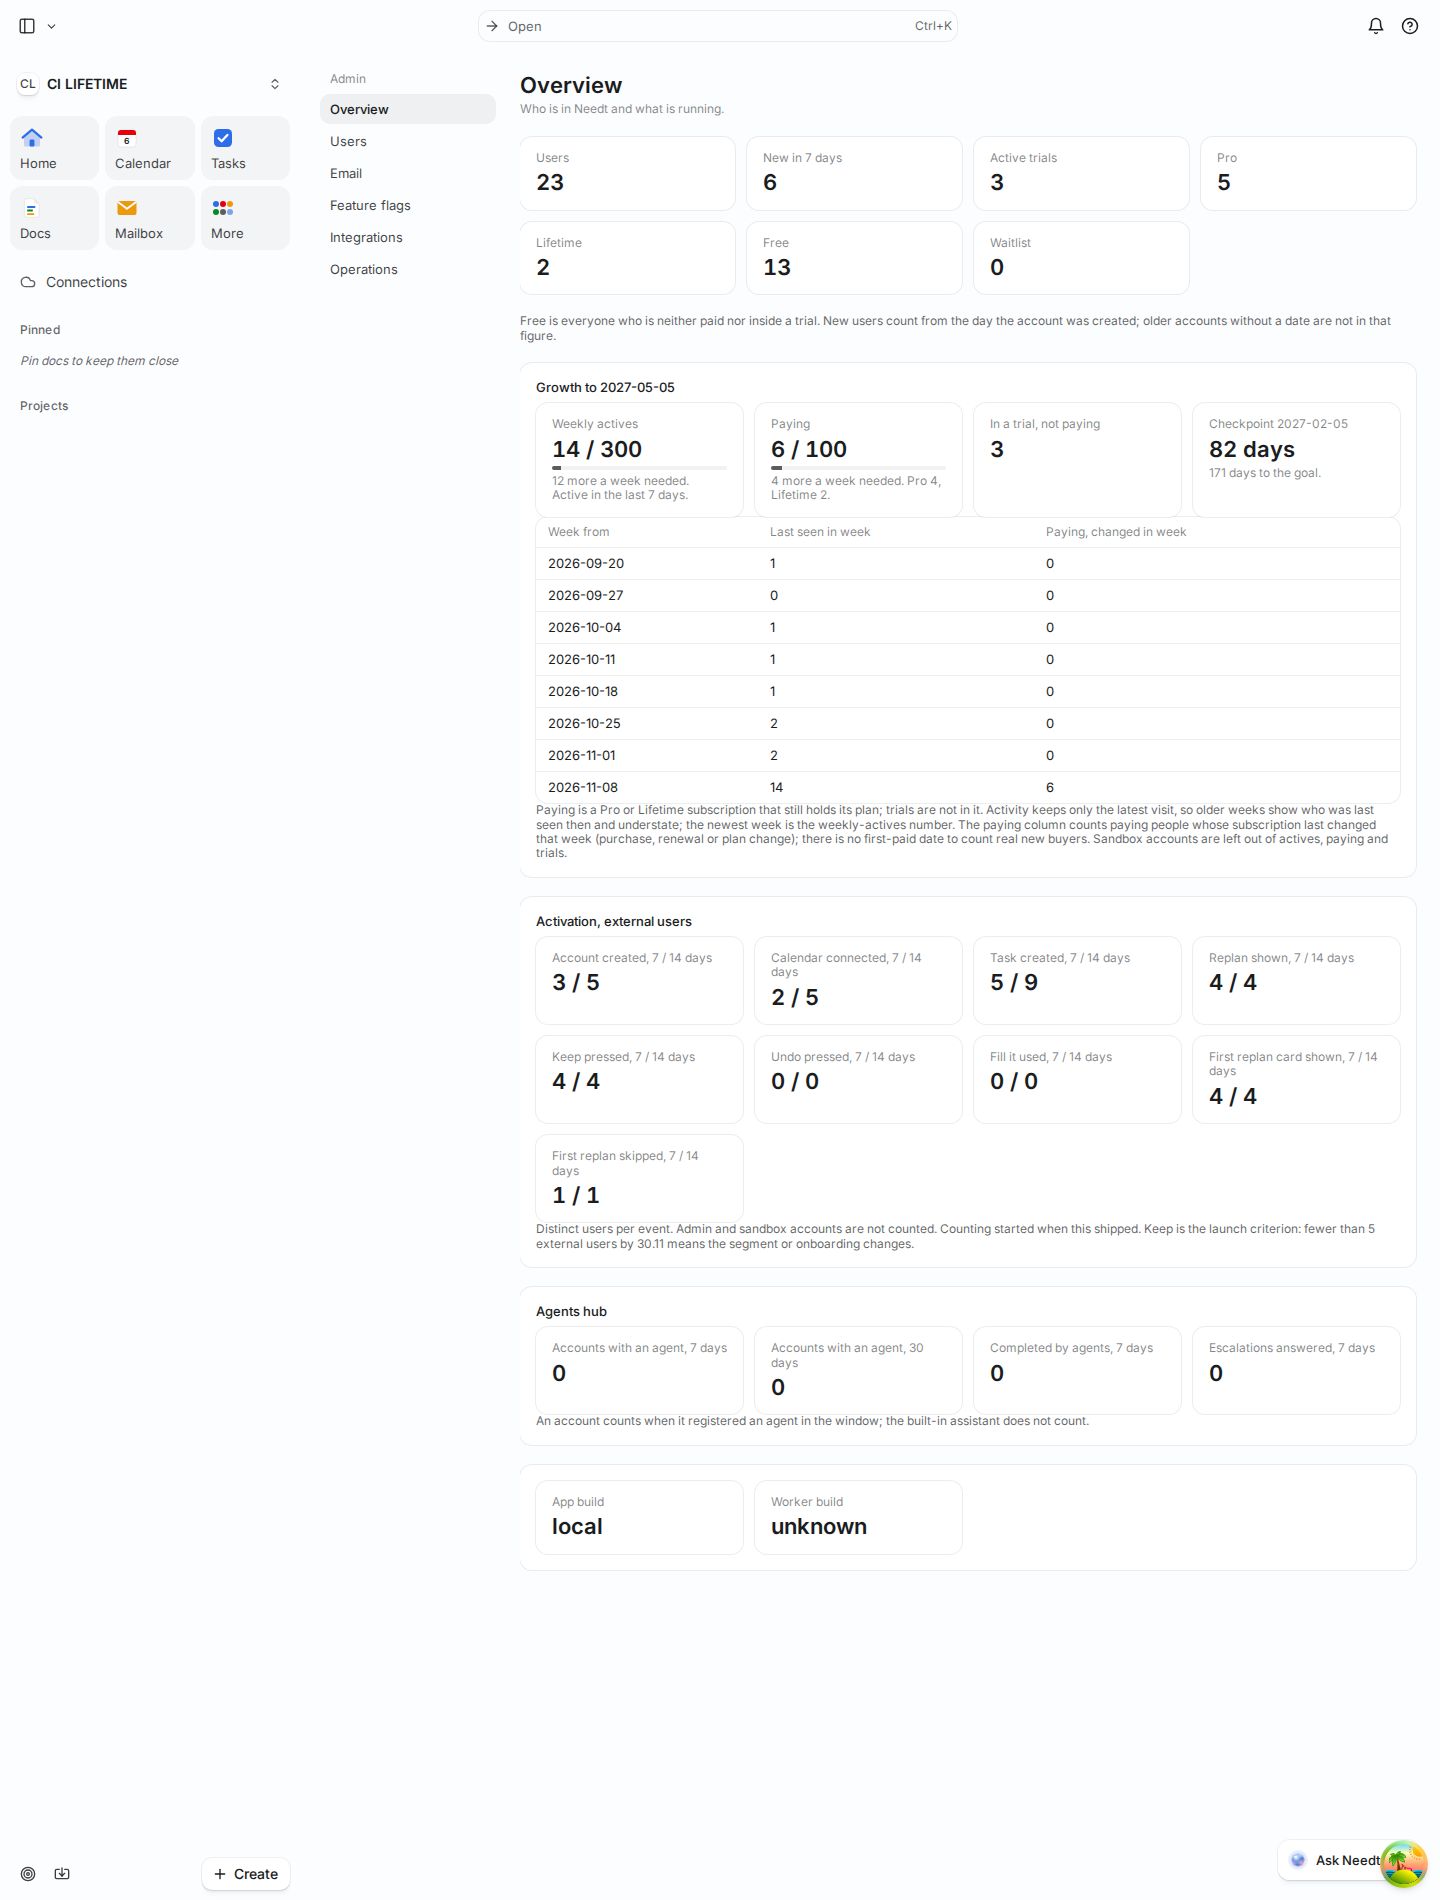 Open
Ctrl+K
CL
CI LIFETIME
6
Home
Calendar
Tasks
Docs
Mailbox
More
Connections
Pinned
Pin docs to keep them close
Projects
Admin
Overview
Users
Email
Feature flags
Integrations
Operations
Overview
Who is in Needt and what is running.
Users
23
New in 7 days
6
Active trials
3
Pro
5
Lifetime
2
Free
13
Waitlist
0
Free is everyone who is neither paid nor inside a trial. New users count from the day the account was created; older accounts without a date are not in that
figure.
Growth to 2027-05-05
Weekly actives
14 / 300
12 more a week needed.
Active in the last 7 days.
Paying
6 / 100
4 more a week needed. Pro 4,
Lifetime 2.
In a trial, not paying
3
Checkpoint 2027-02-05
82 days
171 days to the goal.
Week from Last seen in week Paying, changed in week
2026-09-20 1 0
2026-09-27 0 0
2026-10-04 1 0
2026-10-11 1 0
2026-10-18 1 0
2026-10-25 2 0
2026-11-01 2 0
2026-11-08 14 6
Paying is a Pro or Lifetime subscription that still holds its plan; trials are not in it. Activity keeps only the latest visit, so older weeks show who was last
seen then and understate; the newest week is the weekly-actives number. The paying column counts paying people whose subscription last changed
that week (purchase, renewal or plan change); there is no first-paid date to count real new buyers. Sandbox accounts are left out of actives, paying and
trials.
Activation, external users
Account created, 7 / 14 days
3 / 5
Calendar connected, 7 / 14
days
2 / 5
Task created, 7 / 14 days
5 / 9
Replan shown, 7 / 14 days
4 / 4
Keep pressed, 7 / 14 days
4 / 4
Undo pressed, 7 / 14 days
0 / 0
Fill it used, 7 / 14 days
0 / 0
First replan card shown, 7 / 14
days
4 / 4
First replan skipped, 7 / 14
days
1 / 1
Distinct users per event. Admin and sandbox accounts are not counted. Counting started when this shipped. Keep is the launch criterion: fewer than 5
external users by 30.11 means the segment or onboarding changes.
Agents hub
Accounts with an agent, 7 days
0
Accounts with an agent, 30
days
0
Completed by agents, 7 days
0
Escalations answered, 7 days
0
An account counts when it registered an agent in the window; the built-in assistant does not count.
App build
local
Worker build
unknown
Create
Ask Needt